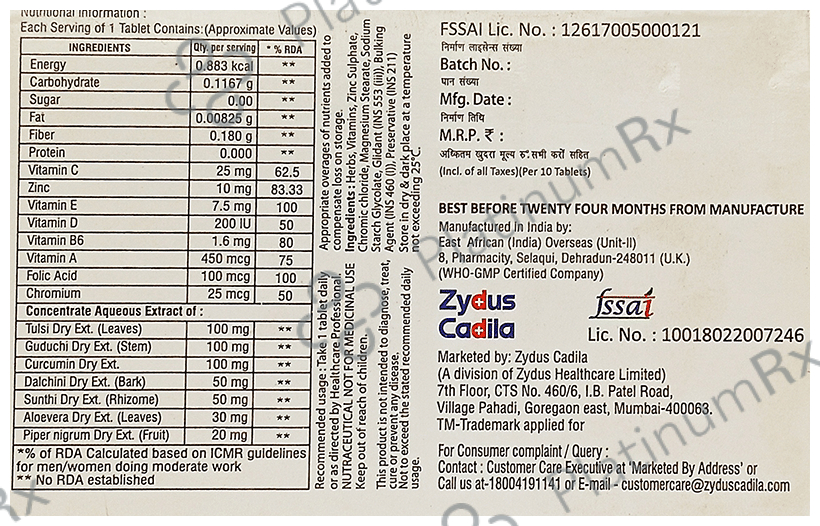 Nutritional Information :
Each Serving of 1 Tablet Contains:(Approximate Values)
INGREDIENTS Qty. per serving * % RDA
Energy 0.883 kcal **
Carbohydrate 0.1167 g **
Sugar 0.00 **
Fat 0.00825 g **
Fiber 0.180 g **
Protein 0.000 **
Vitamin C 25 mg 62.5
Zinc 10 mg 83.33
Vitamin E 7.5 mg 100
Vitamin D 200 IU 50
Vitamin B6 1.6 mg 80
Vitamin A 450 mcg 75
Folic Acid 100 mcg 100
Chromium 25 mcg 50
Concentrate Aqueous Extract of :
Tulsi Dry Ext. (Leaves) 100 mg **
Guduchi Dry Ext. (Stem) 100 mg **
Curcumin Dry Ext. 100 mg **
Dalchini Dry Ext. (Bark) 50 mg **
Sunthi Dry Ext. (Rhizome) 50 mg **
Aloevera Dry Ext. (Leaves) 30 mg **
Piper nigrum Dry Ext. (Fruit) 20 mg **
*% of RDA Calculated based on ICMR guidelines
for men/women doing moderate work
** No RDA established
Appropriate overages of nutrients added to
compensate loss on storage.
Ingredients : Herbs, Vitamins, Zinc Sulphate,
Chromic chloride, Magnesium Stearate, Sodium
Starch Glycolate, Glidant (INS 553 (iii)), Bulking
Agent (INS 460 (i)), Preservative (INS 211)
Store in dry & dark place at a temperature
not exceeding 25°C.
Recommended usage : Take 1 tablet daily
or as directed by Healthcare Professional.
NUTRACEUTICAL NOT FOR MEDICINAL USE
Keep out of reach of children.
This product is not intended to diagnose, treat,
cure or prevent any disease.
Not to exceed the stated recommended daily
usage.
FSSAI Lic. No. : 12617005000121
निर्माण लाइसेन्स संख्या
Batch No. :
घान संख्या
Mfg. Date :
निर्माण तिथि
M.R.P. ₹ :
अधिकतम खुदरा मूल्य रु. सभी करों सहित
(Incl. of all Taxes)(Per 10 Tablets)
BEST BEFORE TWENTY FOUR MONTHS FROM MANUFACTURE
Manufactured in India by:
East African (India) Overseas (Unit-II)
8, Pharmacity, Selaqui, Dehradun-248011 (U.K.)
(WHO-GMP Certified Company)
Zydus
Cadila
fssai
Lic. No. : 10018022007246
Marketed by: Zydus Cadila
(A division of Zydus Healthcare Limited)
7th Floor, CTS No. 460/6, I.B. Patel Road,
Village Pahadi, Goregaon east, Mumbai-400063.
TM-Trademark applied for
For Consumer complaint / Query :
Contact : Customer Care Executive at 'Marketed By Address' or
Call us at-18004191141 or E-mail - customercare@zyduscadila.com
PlatinumRx
PlatinumRx
PlatinumRx